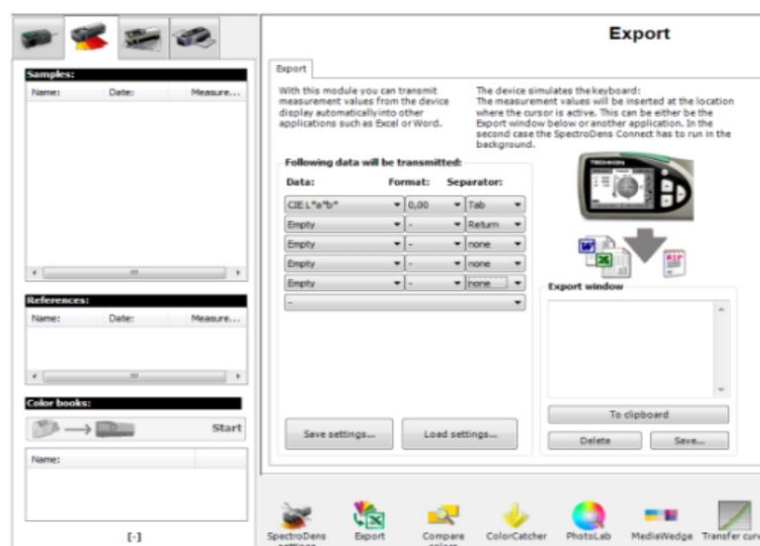 Export
Samples:
Name: Date: Measure...
Export
With this module you can transmit
measurement values from the device
display automatically into other
applications such as Excel or Word.
The device simulates the keyboard:
The measurement values will be inserted at the location
where the cursor is active. This can be either be the
Export window below or another application. In the
second case the SpectroDens Connect has to run in the
background.
Following data will be transmitted:
Data: Format: Separator:
CIE L*a*b* 0,00 Tab
Empty - Return
Empty - none
Empty - none
Empty - none
-
TECHKON
RIP
References:
Name: Date: Measure...
Export window
Color books:
Start
Name:
Save settings... Load settings...
To clipboard
Delete Save...
[-]
SpectroDens
settings
Export
Compare
colors
ColorCatcher
PhotoLab
MediaWedge
Transfer curv